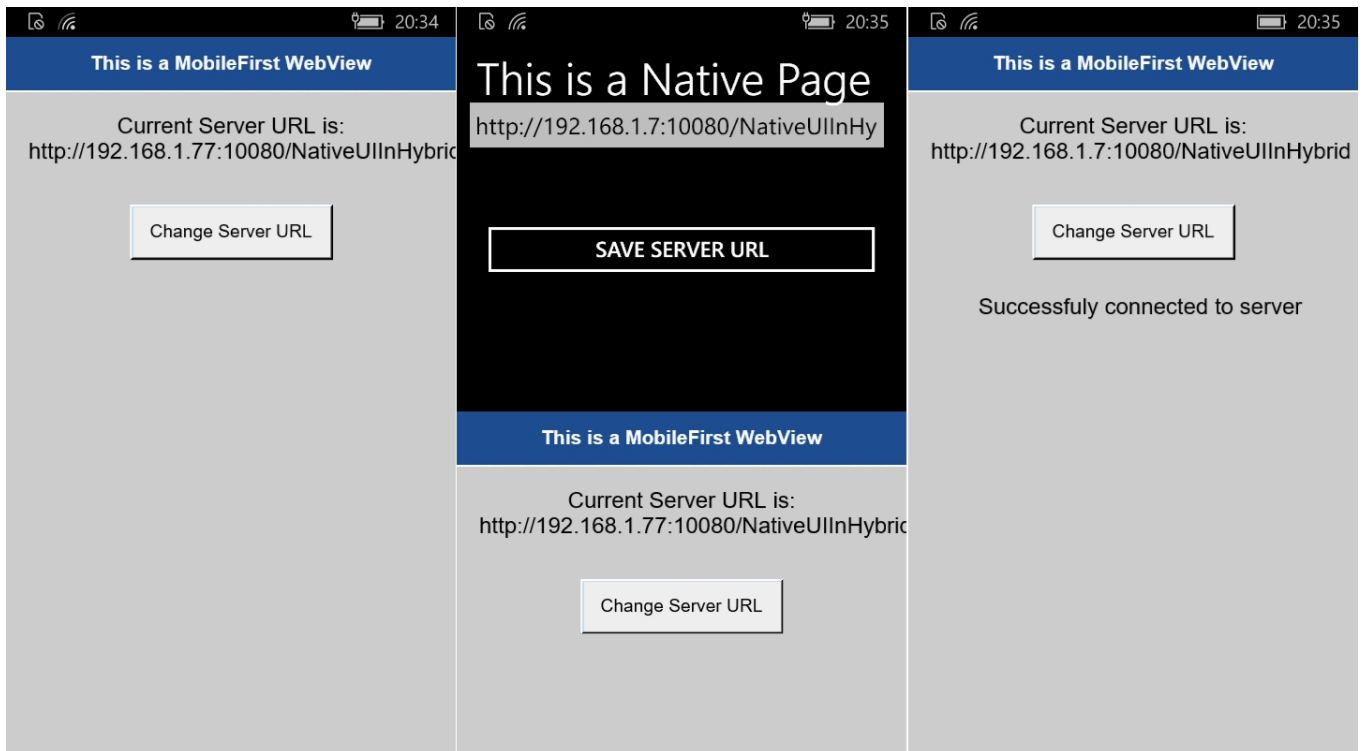 20:34
This is a MobileFirst WebView
Current Server URL is:
http://192.168.1.77:10080/NativeUIInHybrid
Change Server URL
20:35
This is a Native Page
http://192.168.1.7:10080/NativeUIInHy
SAVE SERVER URL
This is a MobileFirst WebView
Current Server URL is:
http://192.168.1.77:10080/NativeUIInHybrid
Change Server URL
20:35
This is a MobileFirst WebView
Current Server URL is:
http://192.168.1.7:10080/NativeUIInHybrid
Change Server URL
Successfuly connected to server